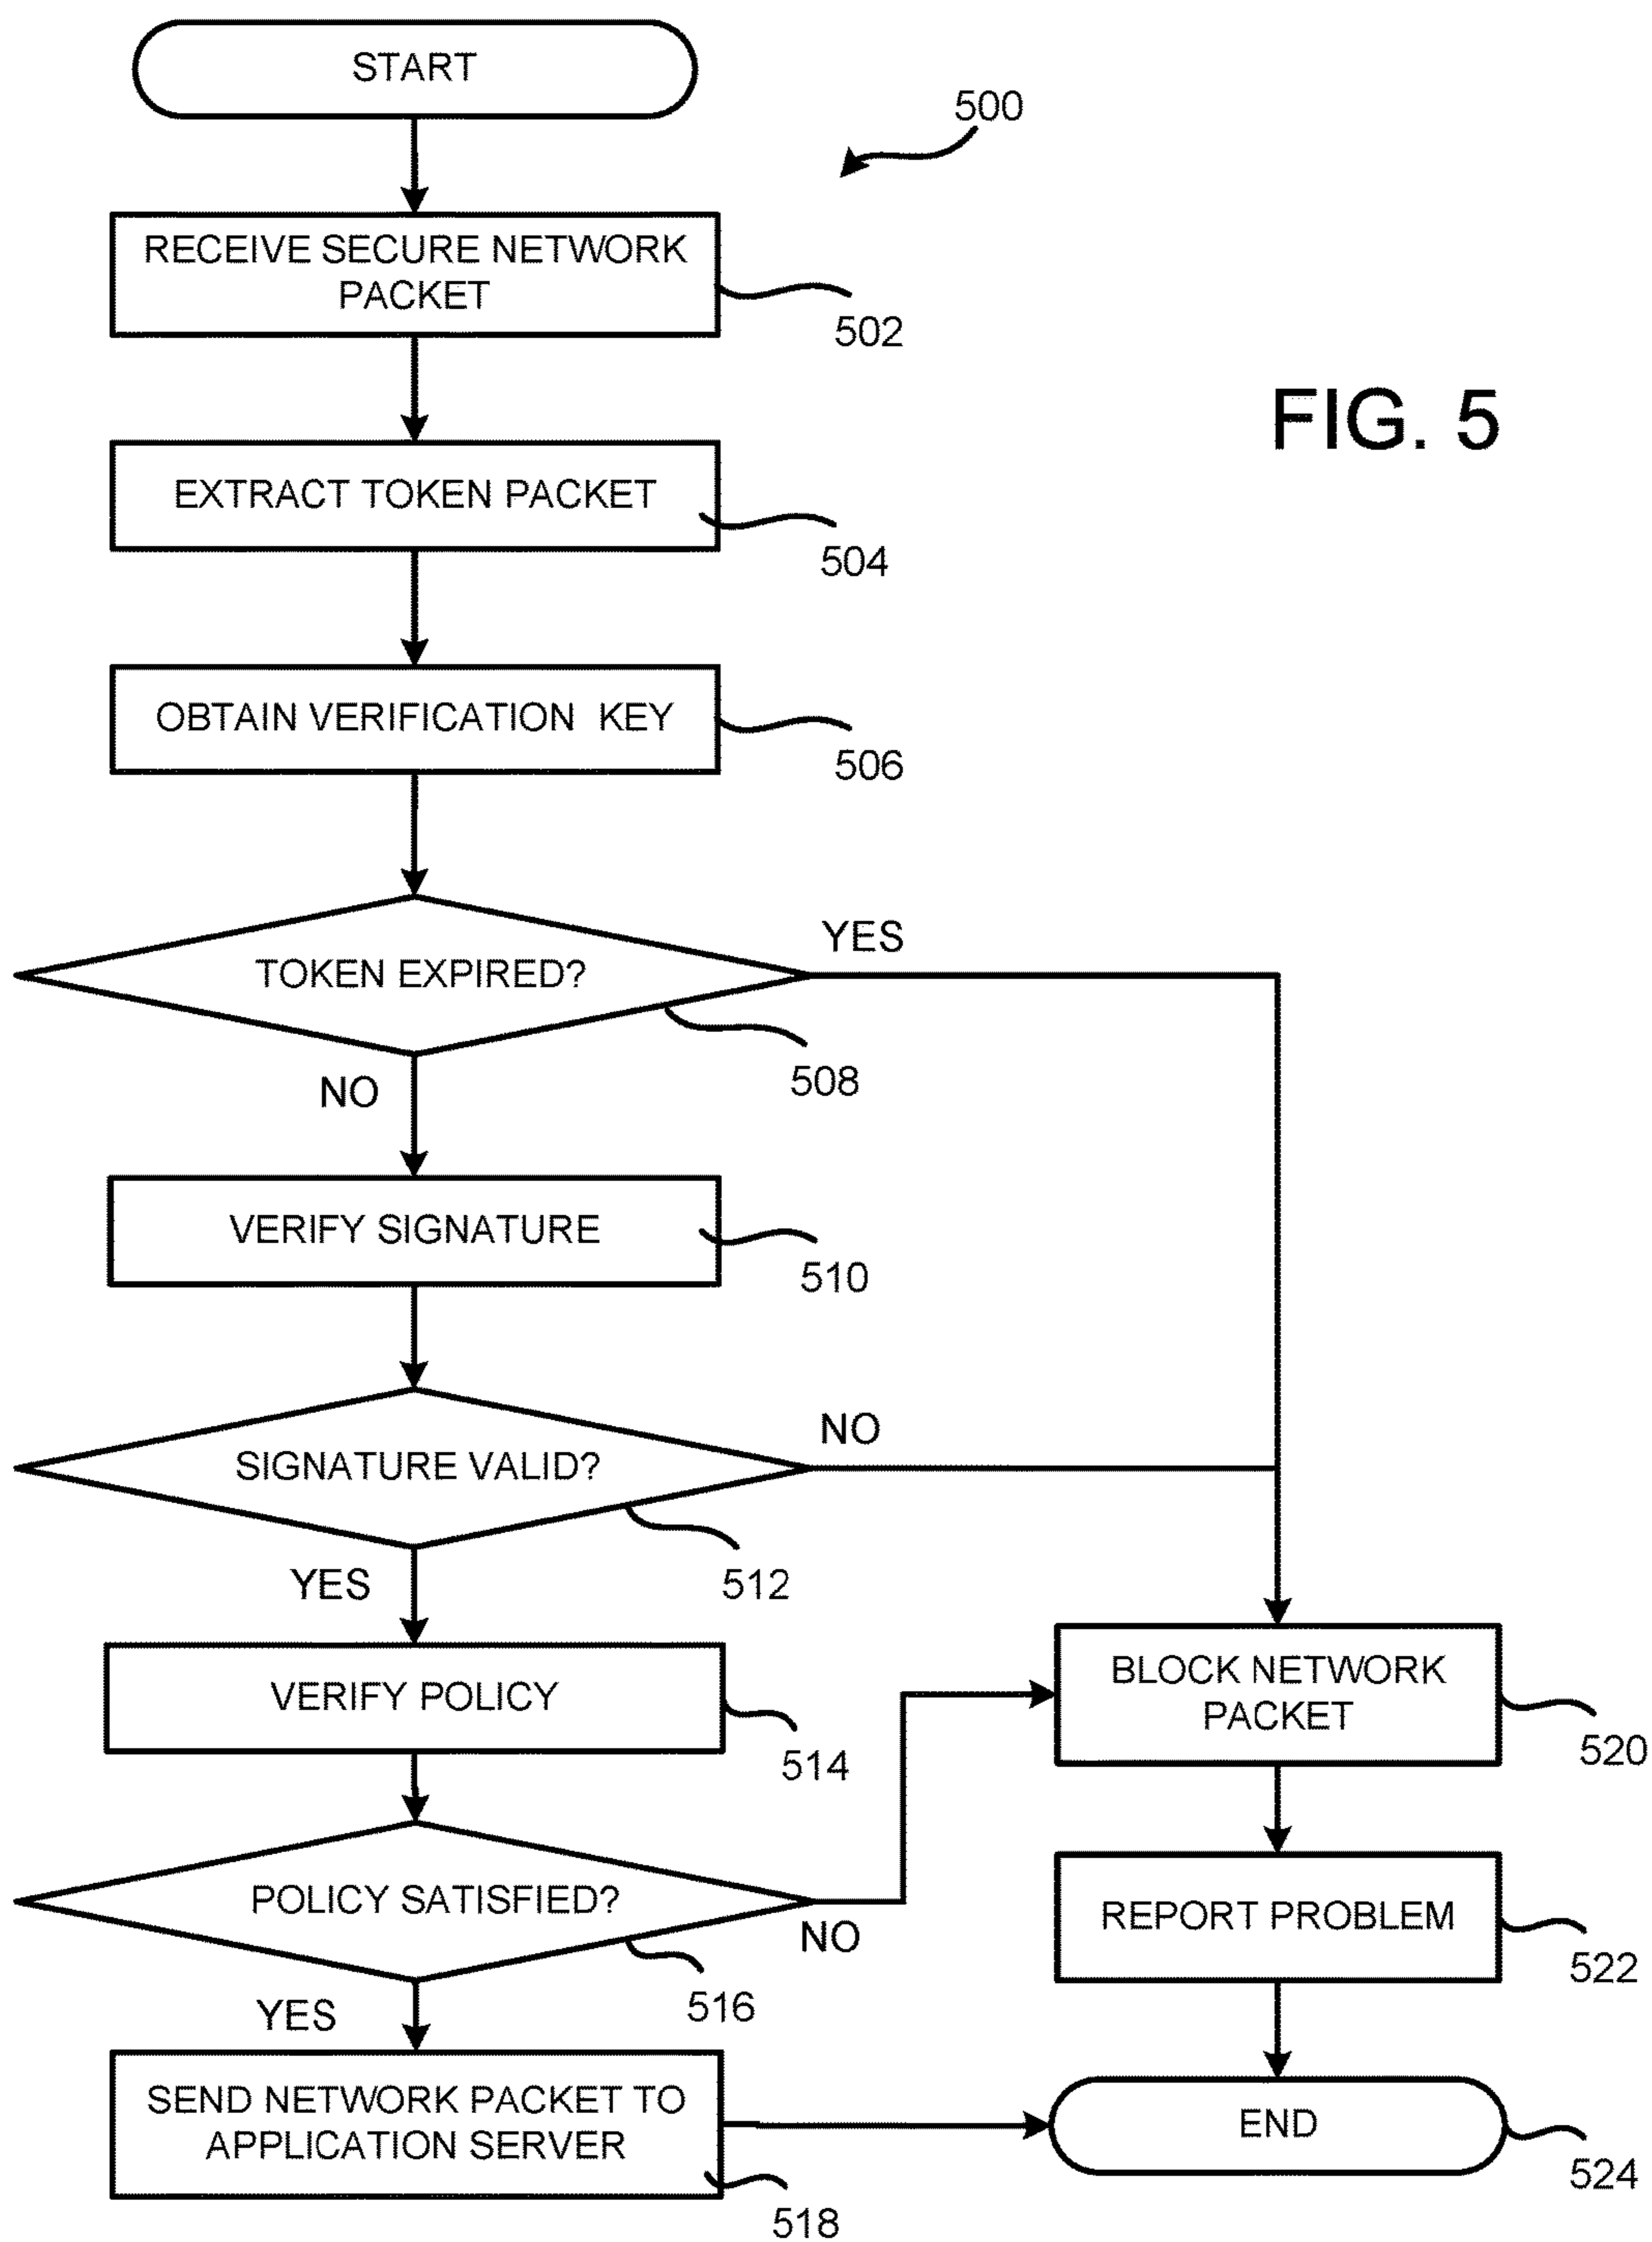 START
500
RECEIVE SECURE NETWORK
PACKET
502
FIG. 5
EXTRACT TOKEN PACKET
504
OBTAIN VERIFICATION KEY
506
TOKEN EXPIRED?
YES
508
NO
VERIFY SIGNATURE
510
SIGNATURE VALID?
NO
512
YES
VERIFY POLICY
514
BLOCK NETWORK
PACKET
520
POLICY SATISFIED?
NO
516
YES
REPORT PROBLEM
522
SEND NETWORK PACKET TO
APPLICATION SERVER
518
END
524